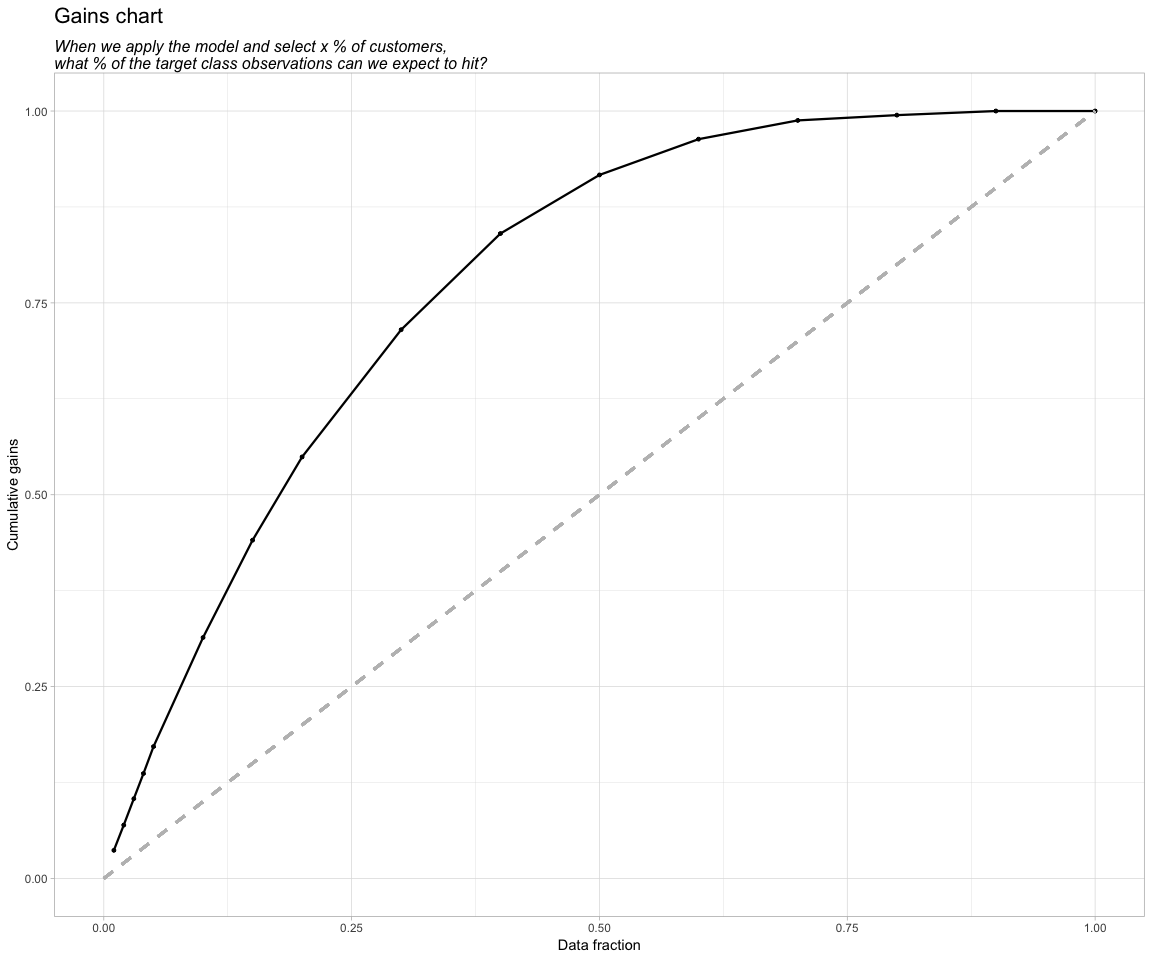 Gains chart
When we apply the model and select x % of customers,
what % of the target class observations can we expect to hit?
1.00
0.75
0.50
0.25
0.00
Cumulative gains
0.00 0.25 0.50 0.75 1.00
Data fraction